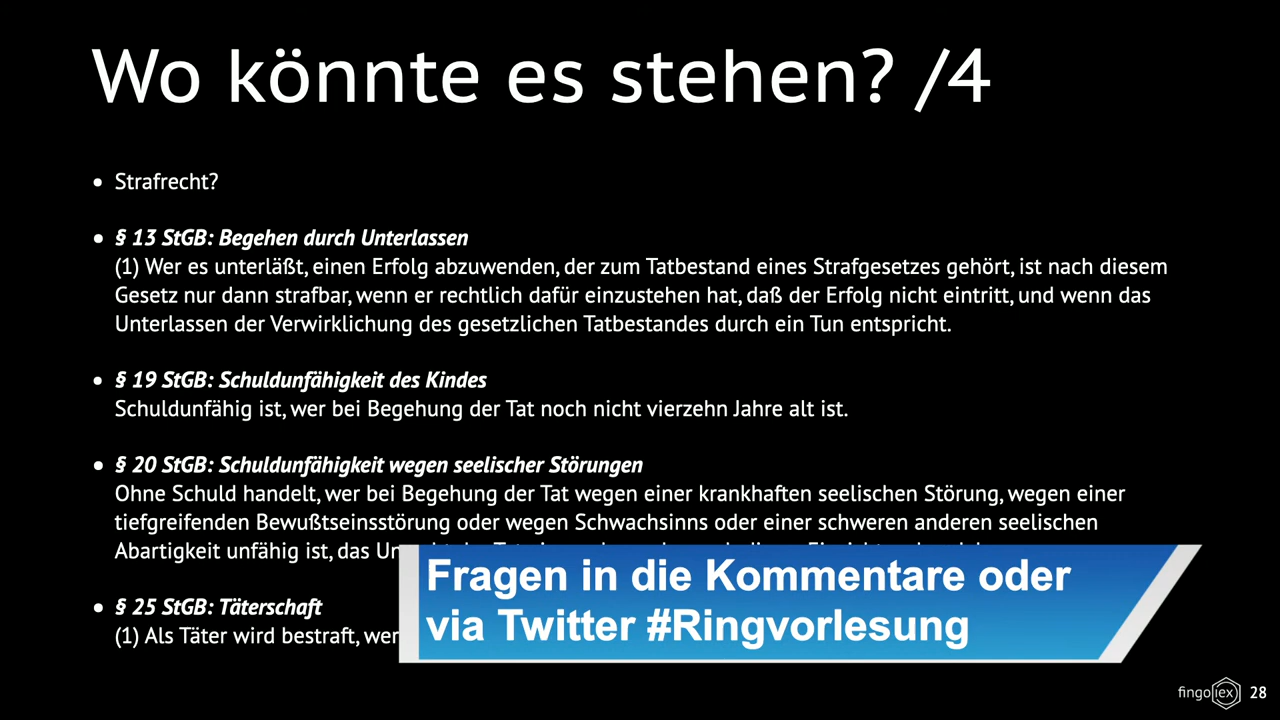 Wo könnte es stehen? /4
• Strafrecht?
• § 13 StGB: Begehen durch Unterlassen
(1) Wer es unterläßt, einen Erfolg abzuwenden, der zum Tatbestand eines Strafgesetzes gehört, ist nach diesem
Gesetz nur dann strafbar, wenn er rechtlich dafür einzustehen hat, daß der Erfolg nicht eintritt, und wenn das
Unterlassen der Verwirklichung des gesetzlichen Tatbestandes durch ein Tun entspricht.
• § 19 StGB: Schuldunfähigkeit des Kindes
Schuldunfähig ist, wer bei Begehung der Tat noch nicht vierzehn Jahre alt ist.
• § 20 StGB: Schuldunfähigkeit wegen seelischer Störungen
Ohne Schuld handelt, wer bei Begehung der Tat wegen einer krankhaften seelischen Störung, wegen einer
tiefgreifenden Bewußtseinsstörung oder wegen Schwachsinns oder einer schweren anderen seelischen
Abartigkeit unfähig ist, das
• § 25 StGB: Täterschaft
(1) Als Täter wird bestraft, wer
Fragen in die Kommentare oder
via Twitter #Ringvorlesung
fingolex 28